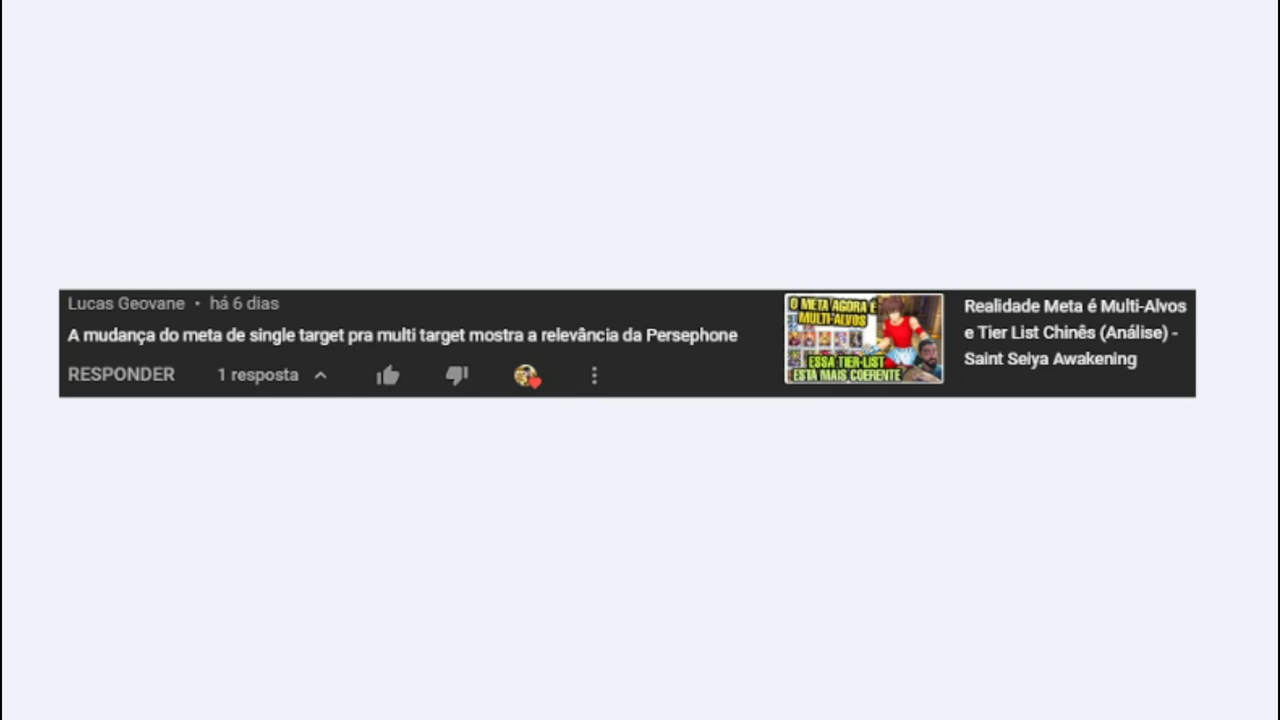 Lucas Geovane • há 6 dias
A mudança do meta de single target pra multi target mostra a relevância da Persephone
RESPONDER 1 resposta
O META AGORA É
MULTI-ALVOS
ESSA TIER-LIST
ESTÁ MAIS COERENTE
Realidade Meta é Multi-Alvos
e Tier List Chinês (Análise) -
Saint Seiya Awakening